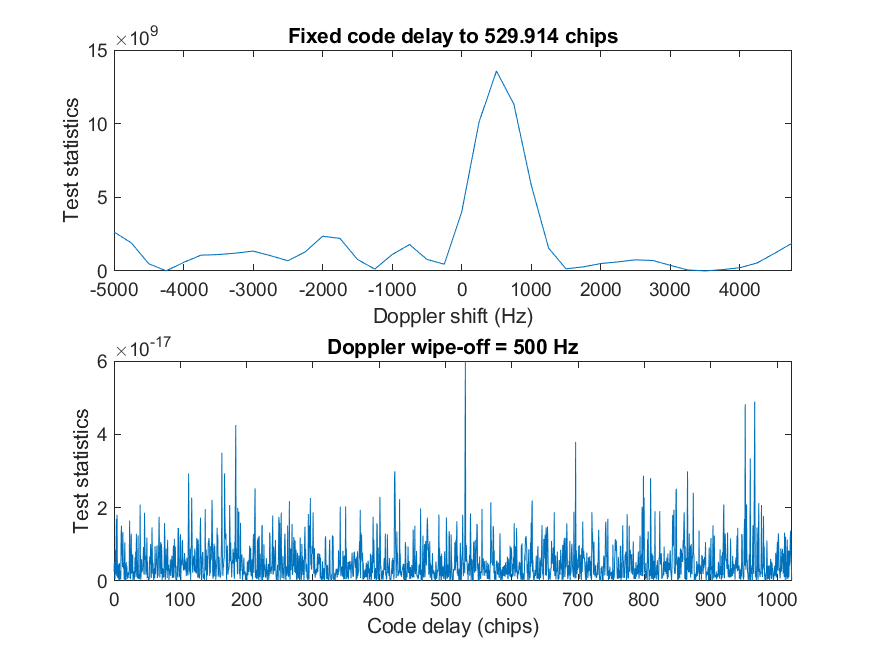 Fixed code delay to 529.914 chips
×10^9
15
10
5
0
Test statistics
-5000 -4000 -3000 -2000 -1000 0 1000 2000 3000 4000
Doppler shift (Hz)
Doppler wipe-off = 500 Hz
×10^-17
6
4
2
0
Test statistics
0 100 200 300 400 500 600 700 800 900 1000
Code delay (chips)